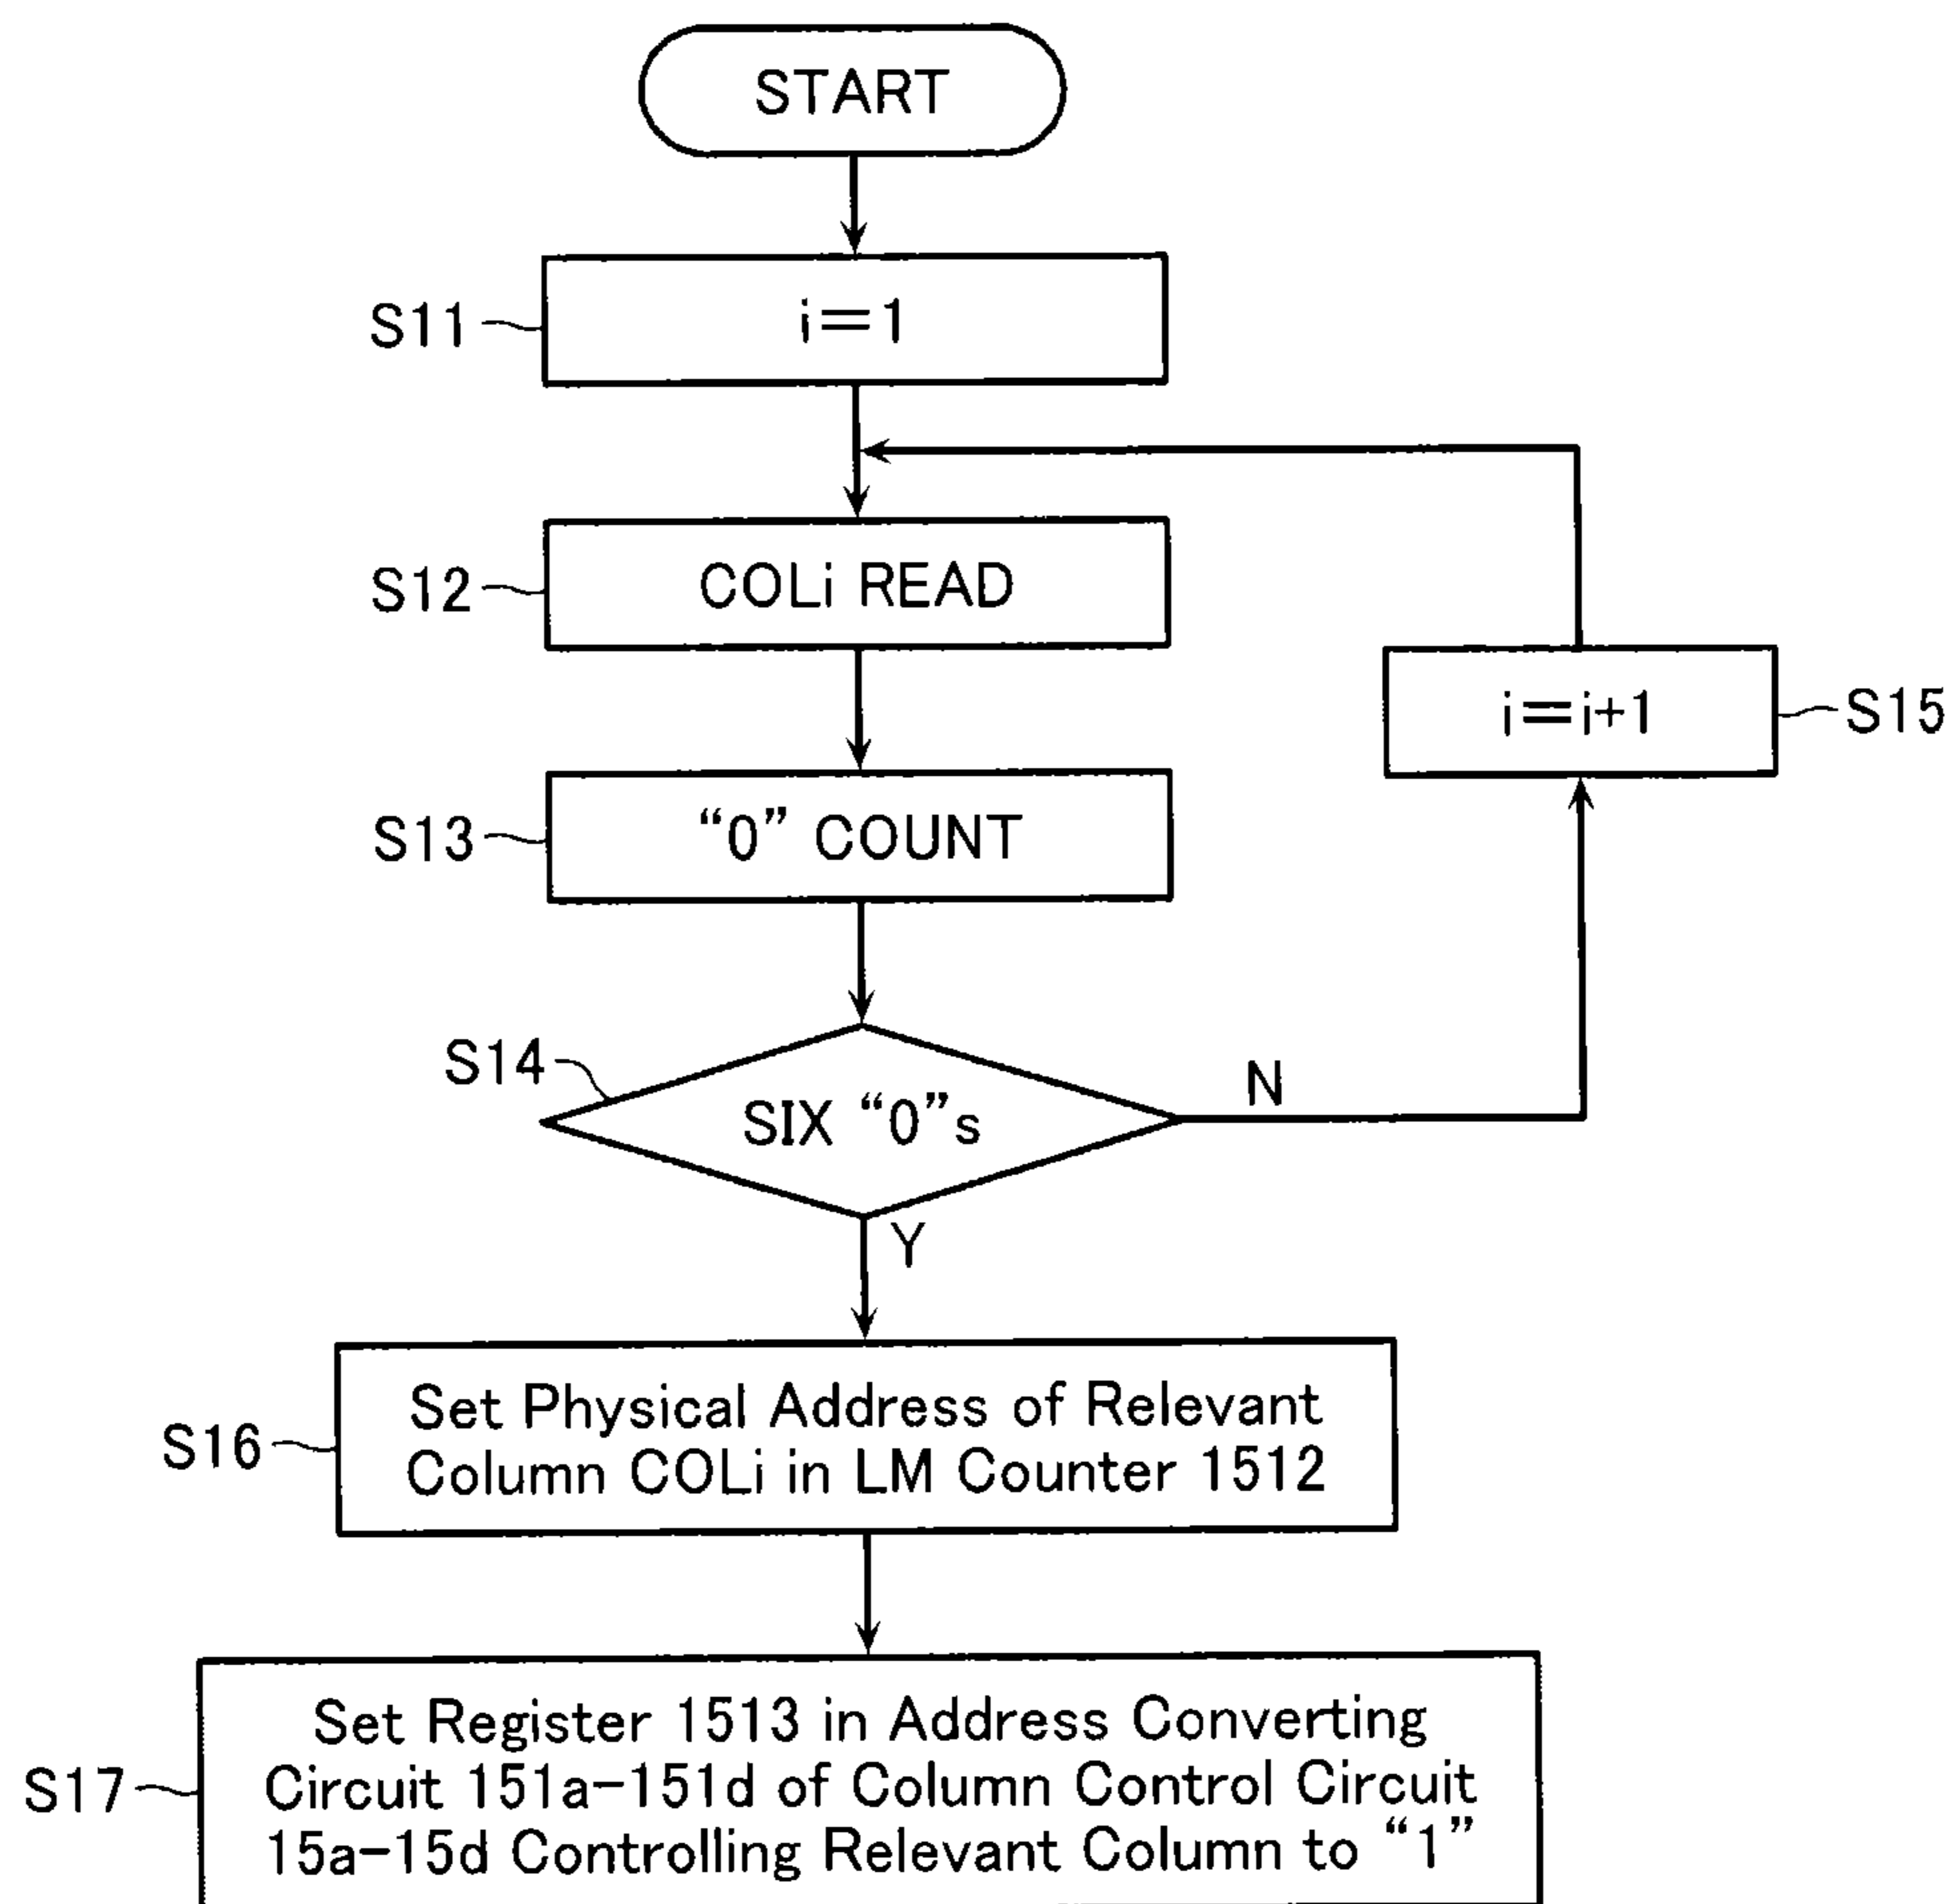 START
S11
i=1
S12
COLi READ
i=i+1
S15
S13
“0” COUNT
S14
SIX “0”s
N
Y
S16
Set Physical Address of Relevant
Column COLi in LM Counter 1512
S17
Set Register 1513 in Address Converting
Circuit 151a-151d of Column Control Circuit
15a-15d Controlling Relevant Column to “1”